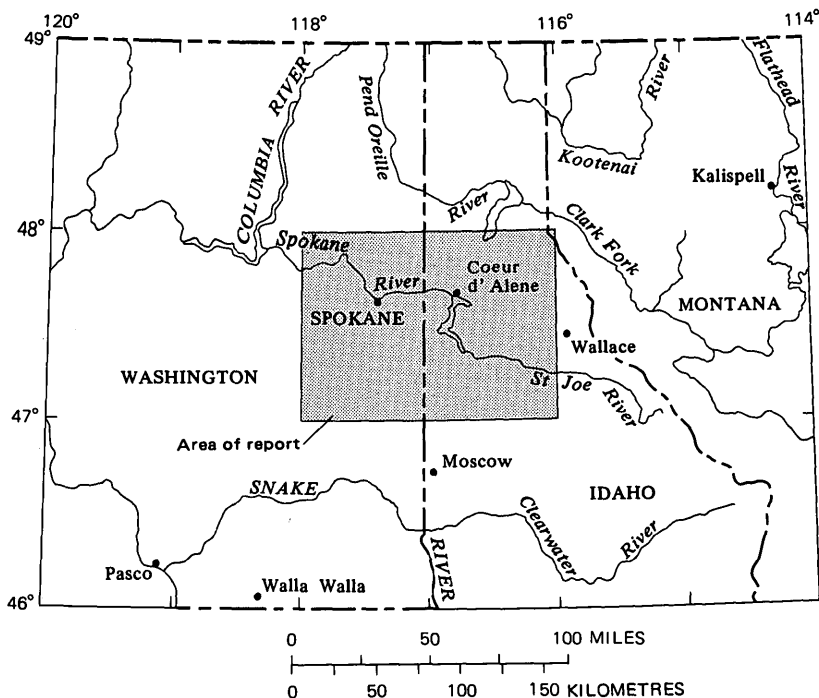 120°
118°
116°
114°
49°
COLUMBIA RIVER
Pend Oreille
River
Kootenai
River
Flathead
River
Kalispell
48°
Spokane
River
Clark Fork
Coeur
d' Alene
SPOKANE
MONTANA
Wallace
WASHINGTON
St Joe
River
47°
Area of report
Moscow
SNAKE
RIVER
IDAHO
Clearwater
River
Pasco
Walla Walla
46°
0 50 100 MILES
0 50 100 150 KILOMETRES